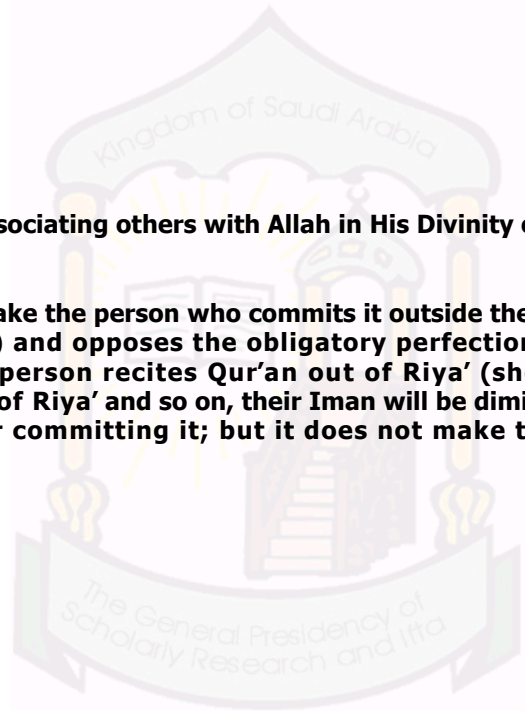 Kingdom of Saudi Arabia
sociating others with Allah in His Divinity
ake the person who commits it outside the
) and opposes the obligatory perfection
person recites Qur’an out of Riya’ (sh
of Riya’ and so on, their Iman will be dimi
committing it; but it does not make t
The General Presidency of
Scholarly Research and Ifta